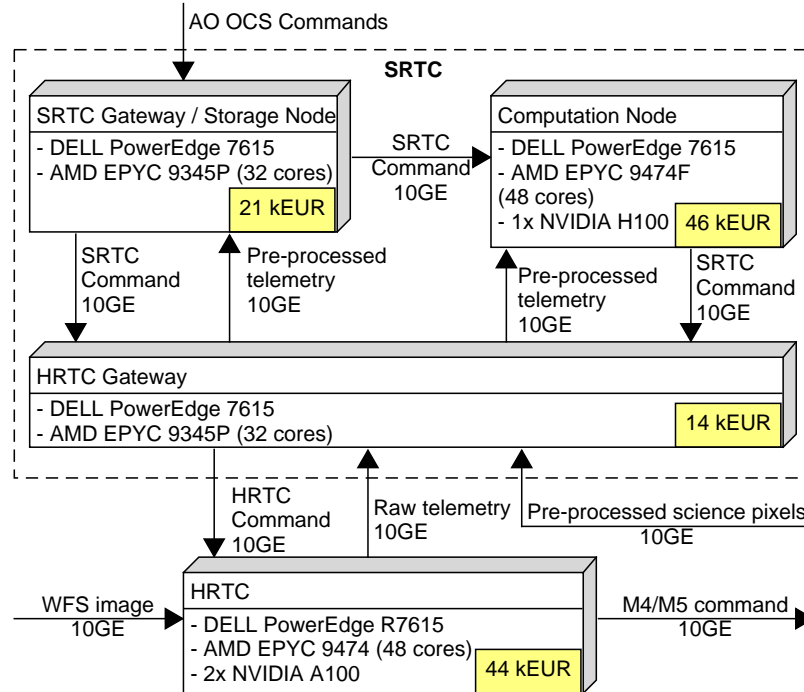 AO OCS Commands
SRTC
SRTC Gateway / Storage Node
- DELL PowerEdge 7615
- AMD EPYC 9345P (32 cores)
21 kEUR
SRTC
Command
10GE
Computation Node
- DELL PowerEdge 7615
- AMD EPYC 9474F
(48 cores)
- 1x NVIDIA H100
46 kEUR
SRTC
Command
10GE
Pre-processed
telemetry
10GE
Pre-processed
telemetry
10GE
SRTC
Command
10GE
HRTC Gateway
- DELL PowerEdge 7615
- AMD EPYC 9345P (32 cores)
14 kEUR
HRTC
Command
10GE
Raw telemetry
10GE
Pre-processed science pixels
10GE
WFS image
10GE
HRTC
- DELL PowerEdge R7615
- AMD EPYC 9474 (48 cores)
- 2x NVIDIA A100
44 kEUR
M4/M5 command
10GE